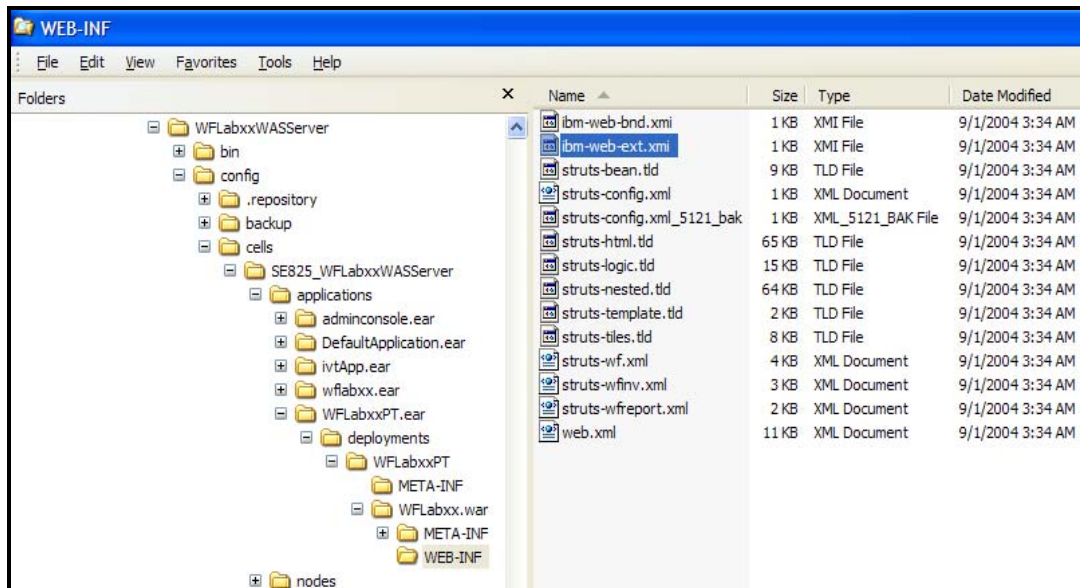 WEB-INF
File Edit View Favorites Tools Help
Folders
WFLabxxWASServer
bin
config
.repository
backup
cells
SE825_WFLabxxWASServer
applications
adminconsole.ear
DefaultApplication.ear
ivtApp.ear
wflabxx.ear
WFLabxxPT.ear
deployments
WFLabxxPT
META-INF
WFLabxx.war
META-INF
WEB-INF
nodes
Name Size Type Date Modified
ibm-web-bnd.xmi 1 KB XMI File 9/1/2004 3:34 AM
ibm-web-ext.xmi 1 KB XMI File 9/1/2004 3:34 AM
struts-bean.tld 9 KB TLD File 9/1/2004 3:34 AM
struts-config.xml 1 KB XML Document 9/1/2004 3:34 AM
struts-config.xml_5121_bak 1 KB XML_5121_BAK File 9/1/2004 3:34 AM
struts-html.tld 65 KB TLD File 9/1/2004 3:34 AM
struts-logic.tld 15 KB TLD File 9/1/2004 3:34 AM
struts-nested.tld 64 KB TLD File 9/1/2004 3:34 AM
struts-template.tld 2 KB TLD File 9/1/2004 3:34 AM
struts-tiles.tld 8 KB TLD File 9/1/2004 3:34 AM
struts-wf.xml 4 KB XML Document 9/1/2004 3:34 AM
struts-wfinv.xml 3 KB XML Document 9/1/2004 3:34 AM
struts-wfreport.xml 2 KB XML Document 9/1/2004 3:34 AM
web.xml 11 KB XML Document 9/1/2004 3:34 AM